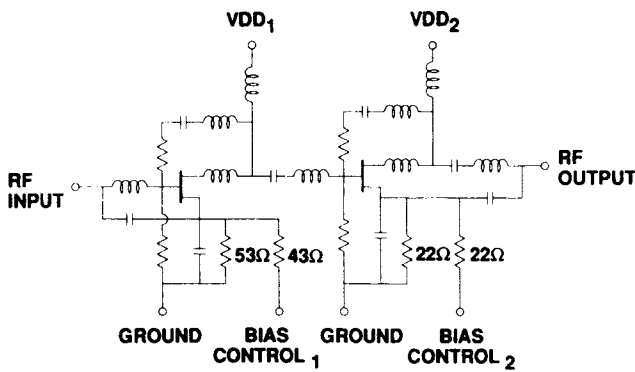 VDD1 VDD2
RF
INPUT
RF
OUTPUT
53Ω 43Ω 22Ω 22Ω
GROUND BIAS
CONTROL 1
GROUND BIAS
CONTROL 2